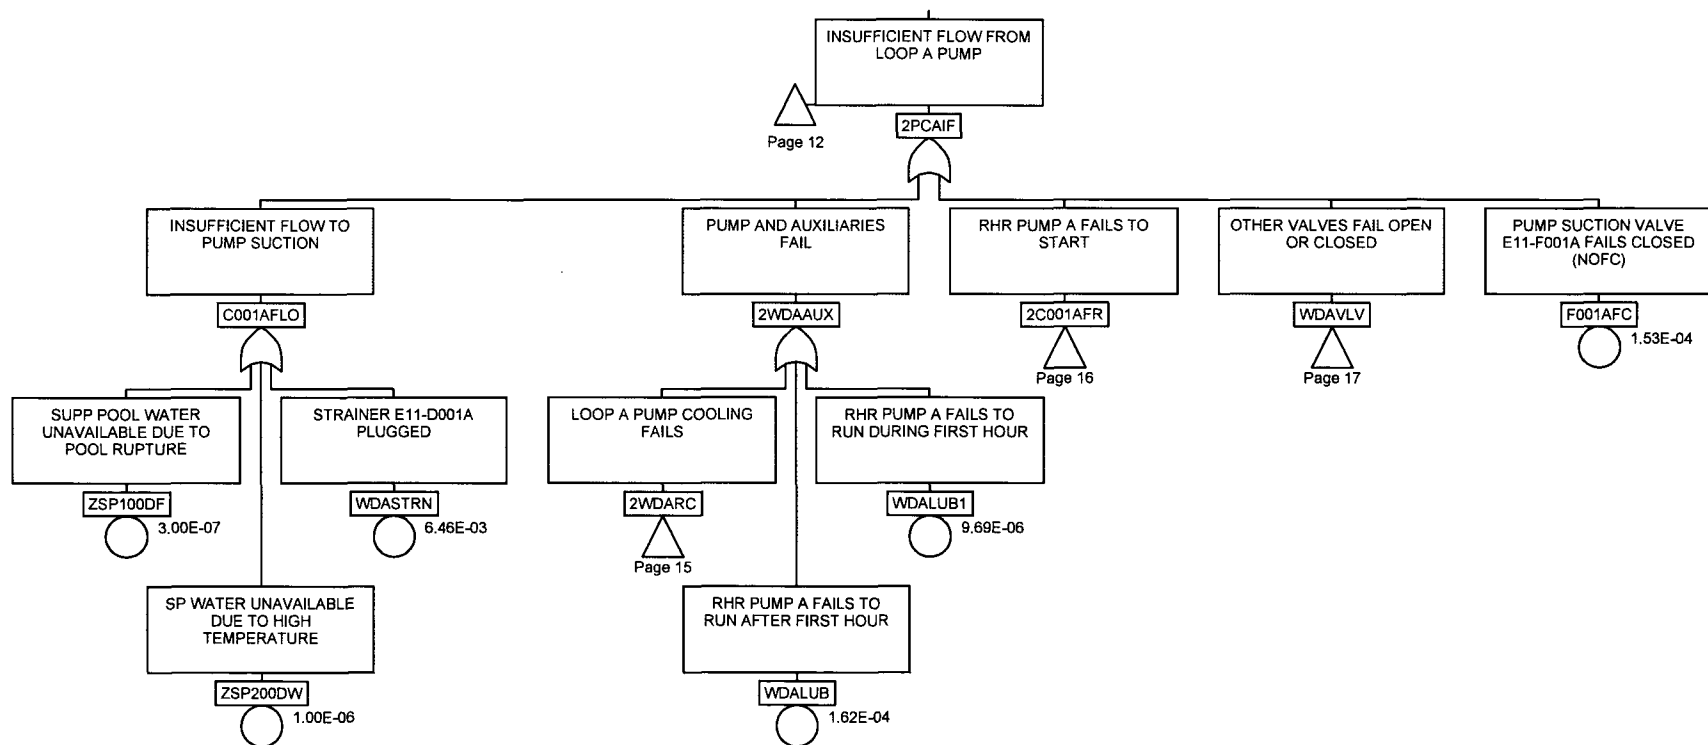 INSUFFICIENT FLOW FROM
LOOP A PUMP
Page 12
2PCAIF
INSUFFICIENT FLOW TO
PUMP SUCTION
C001AFLO
PUMP AND AUXILIARIES
FAIL
2WDAAUX
RHR PUMP A FAILS TO
START
2C001AFR
Page 16
OTHER VALVES FAIL OPEN
OR CLOSED
WDAVLV
Page 17
PUMP SUCTION VALVE
E11-F001A FAILS CLOSED
(NOFC)
F001AFC
1.53E-04
SUPP POOL WATER
UNAVAILABLE DUE TO
POOL RUPTURE
ZSP100DF
3.00E-07
STRAINER E11-D001A
PLUGGED
WDASTRN
6.46E-03
LOOP A PUMP COOLING
FAILS
2WDARC
Page 15
RHR PUMP A FAILS TO
RUN DURING FIRST HOUR
WDALUB1
9.69E-06
SP WATER UNAVAILABLE
DUE TO HIGH
TEMPERATURE
ZSP200DW
1.00E-06
RHR PUMP A FAILS TO
RUN AFTER FIRST HOUR
WDALUB
1.62E-04